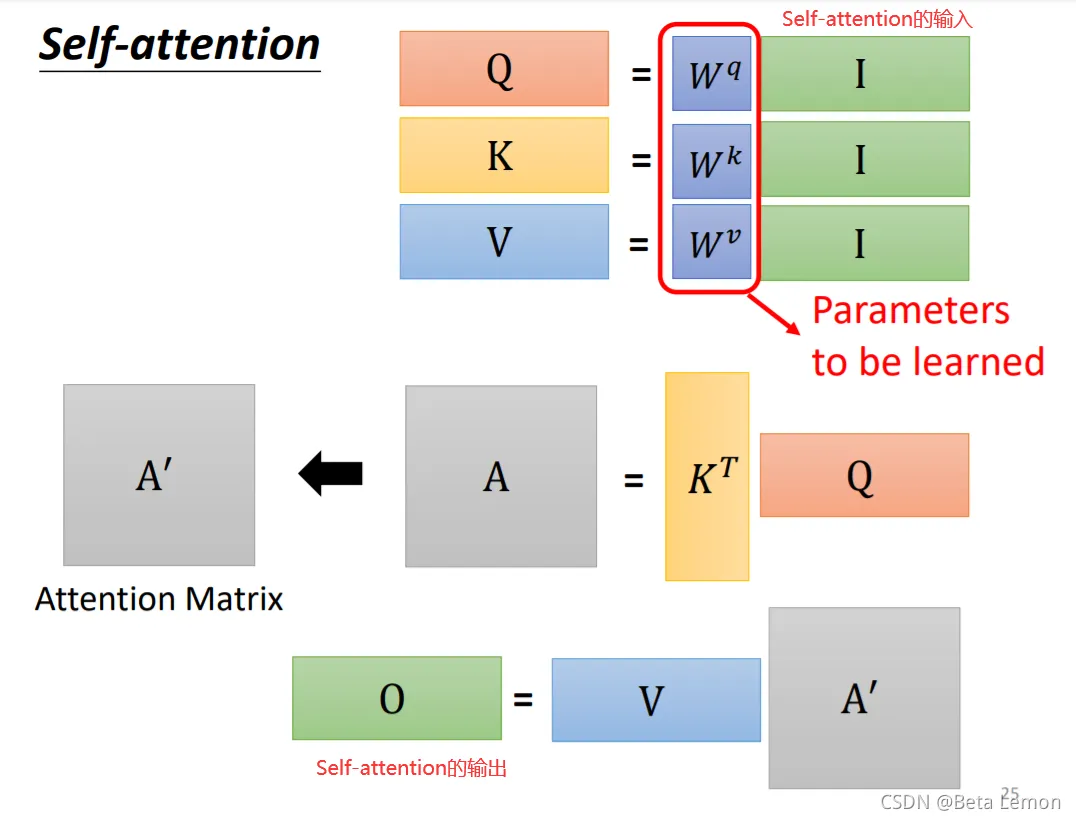 Self-attention
Self-attention的输入
Q = W^q I
K = W^k I
V = W^v I
Parameters
to be learned
A′ A = K^T Q
Attention Matrix
O = V A′
Self-attention的输出
25
CSDN @Beta Lemon